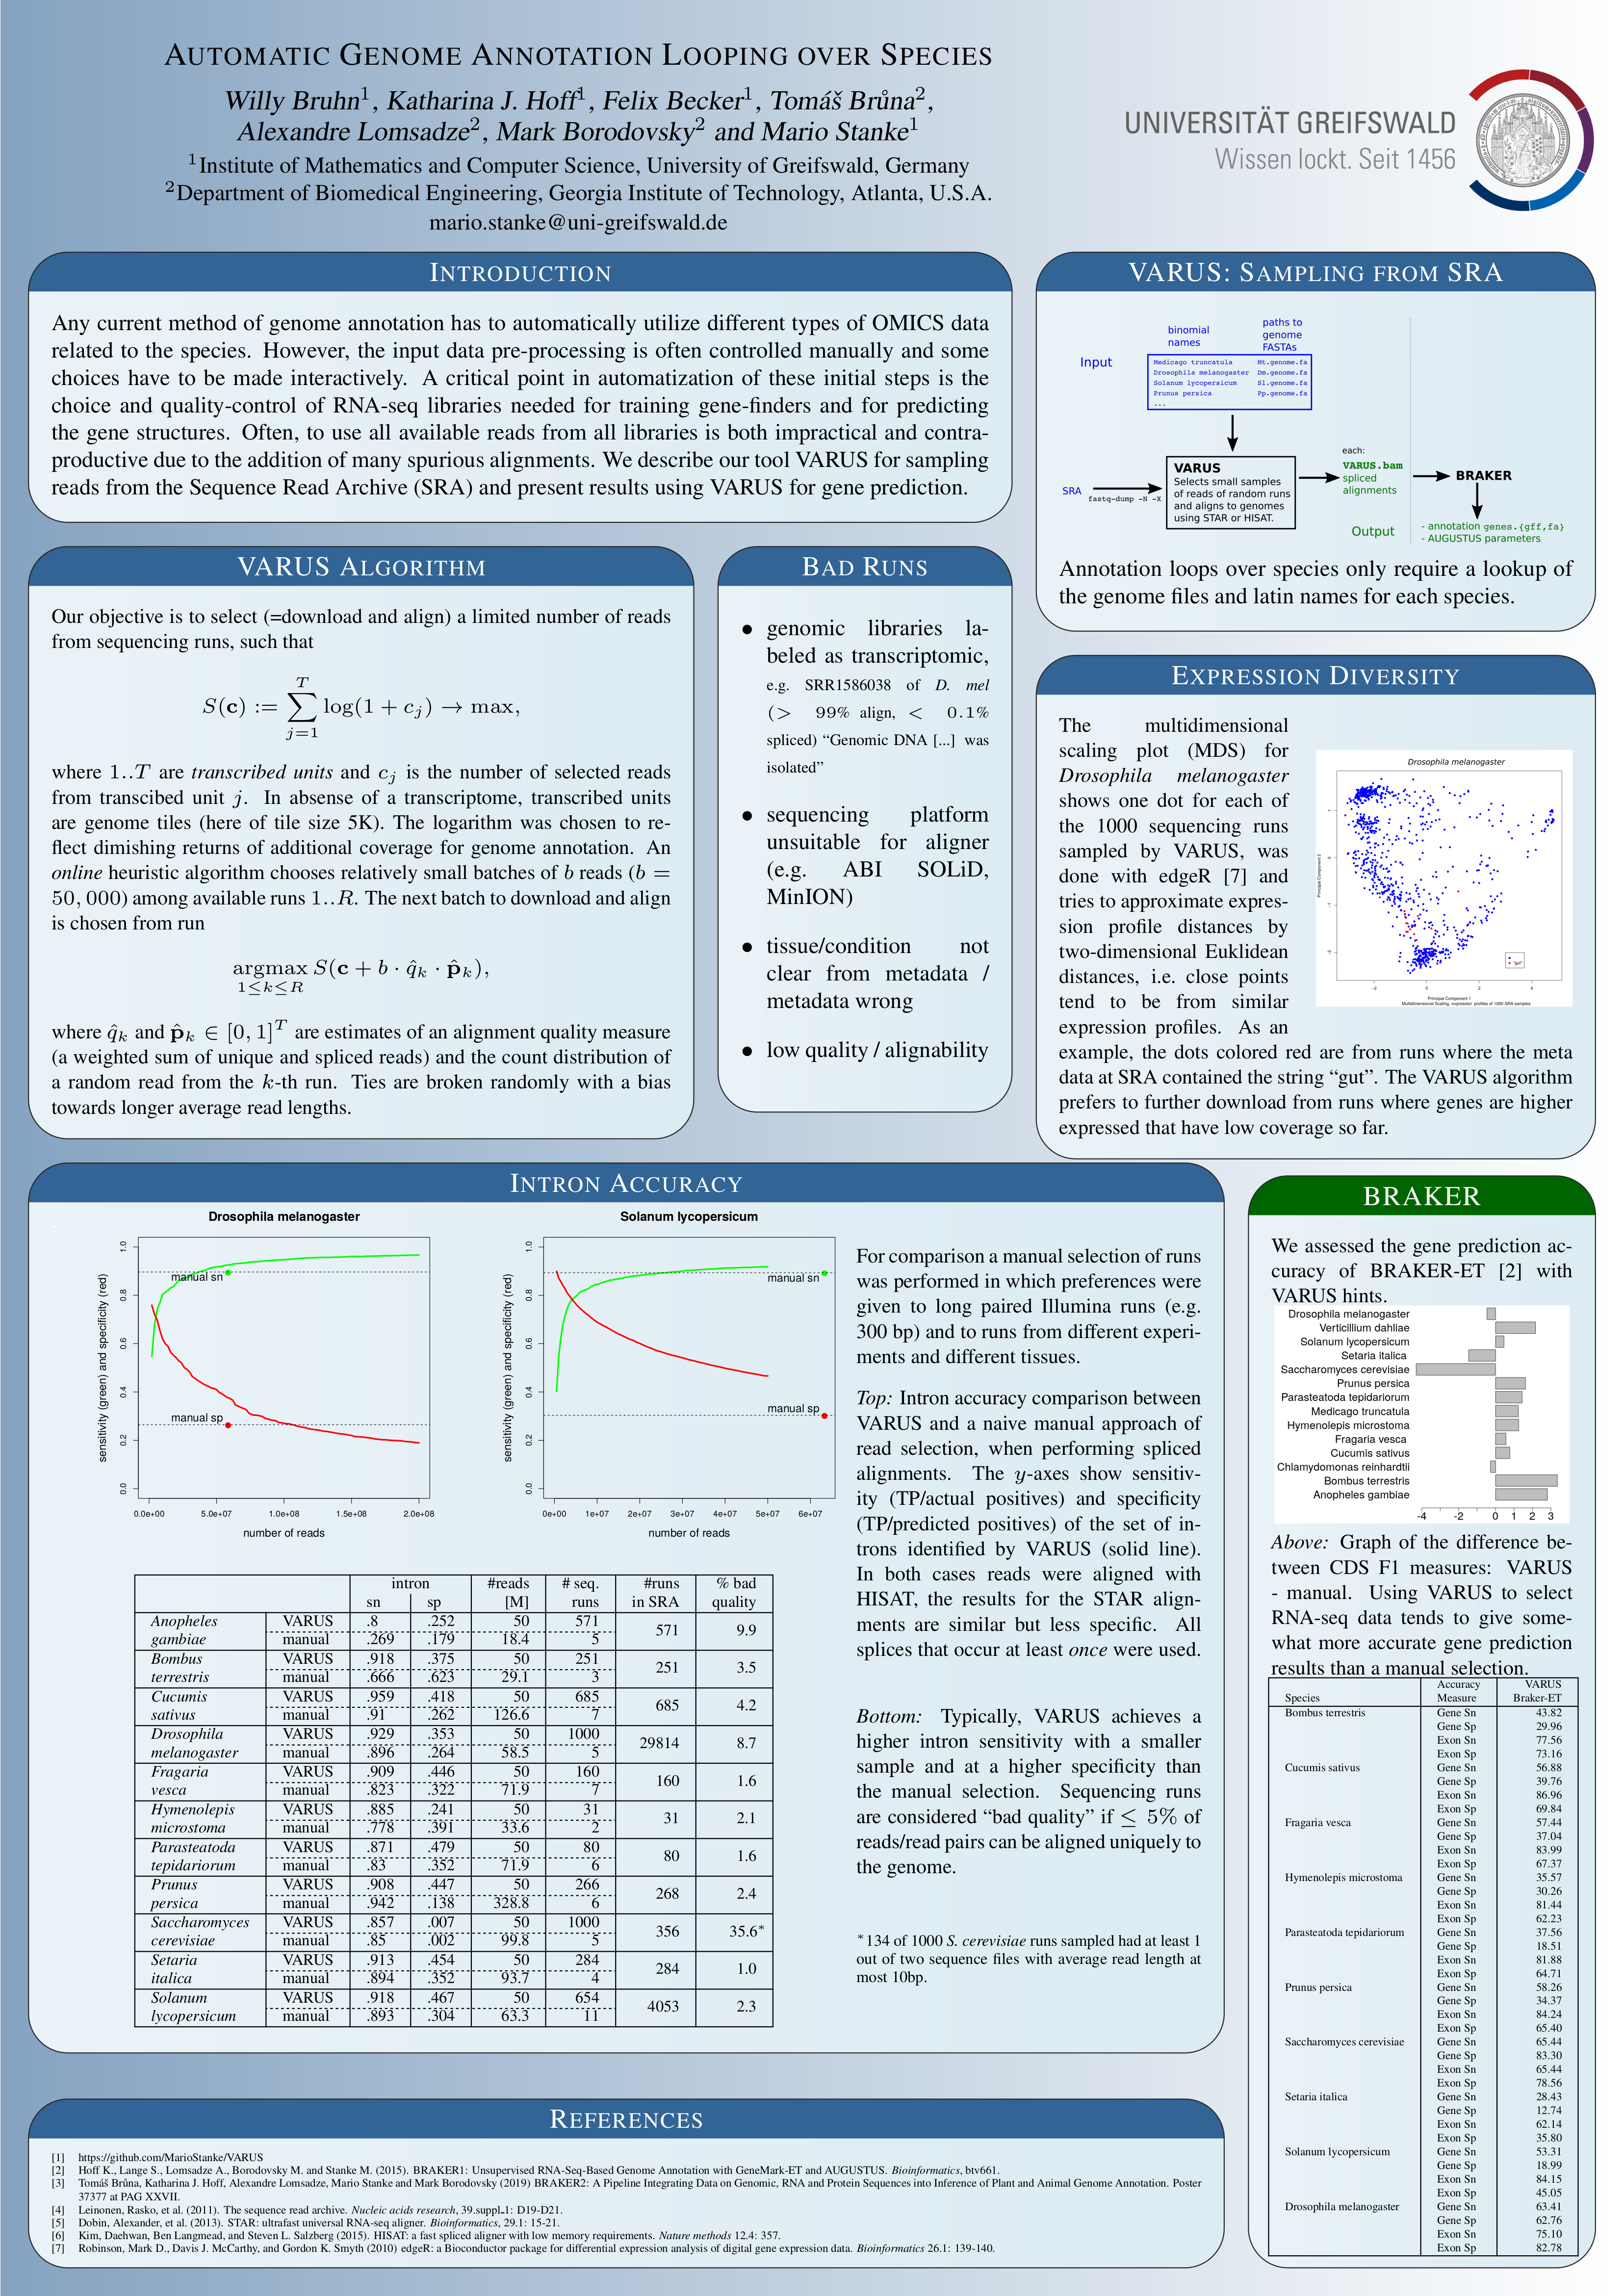 AUTOMATIC GENOME ANNOTATION LOOPING OVER SPECIES
Willy Bruhn1, Katharina J. Hoff1, Felix Becker1, Tomáš Brůna2,
Alexandre Lomsadze2, Mark Borodovsky2 and Mario Stanke1
1Institute of Mathematics and Computer Science, University of Greifswald, Germany
2Department of Biomedical Engineering, Georgia Institute of Technology, Atlanta, U.S.A.
mario.stanke@uni-greifswald.de
UNIVERSITÄT GREIFSWALD
Wissen lockt. Seit 1456
INTRODUCTION
Any current method of genome annotation has to automatically utilize different types of OMICS data
related to the species. However, the input data pre-processing is often controlled manually and some
choices have to be made interactively. A critical point in automatization of these initial steps is the
choice and quality-control of RNA-seq libraries needed for training gene-finders and for predicting
the gene structures. Often, to use all available reads from all libraries is both impractical and contra-
productive due to the addition of many spurious alignments. We describe our tool VARUS for sampling
reads from the Sequence Read Archive (SRA) and present results using VARUS for gene prediction.
VARUS: SAMPLING FROM SRA
binomial names
paths to genome FASTAs
Input
Medicago truncatula Mt.genome.fa
Drosophila melanogaster Dm.genome.fa
Solanum lycopersicum Sl.genome.fa
Prunus persica Pp.genome.fa
...
SRA
fastq-dump -N -X
VARUS
Selects small samples
of reads of random runs
and aligns to genomes
using STAR or HISAT.
each:
VARUS.bam
spliced
alignments
BRAKER
Output
- annotation genes.{gff,fa}
- AUGUSTUS parameters
Annotation loops over species only require a lookup of
the genome files and latin names for each species.
VARUS ALGORITHM
Our objective is to select (=download and align) a limited number of reads
from sequencing runs, such that
S(c) := ∑_{j=1}^{T} log(1 + c_j) → max,
where 1..T are transcribed units and c_j is the number of selected reads
from transcibed unit j. In absense of a transcriptome, transcribed units
are genome tiles (here of tile size 5K). The logarithm was chosen to re-
flect dimishing returns of additional coverage for genome annotation. An
online heuristic algorithm chooses relatively small batches of b reads (b =
50, 000) among available runs 1..R. The next batch to download and align
is chosen from run
argmax_{1≤k≤R} S(c + b · q̂_k · p̂_k),
where q̂_k and p̂_k ∈ [0, 1]^T are estimates of an alignment quality measure
(a weighted sum of unique and spliced reads) and the count distribution of
a random read from the k-th run. Ties are broken randomly with a bias
towards longer average read lengths.
BAD RUNS
• genomic libraries la-
beled as transcriptomic,
e.g. SRR1586038 of D. mel
(> 99% align, < 0.1%
spliced) “Genomic DNA [...] was
isolated”
• sequencing platform
unsuitable for aligner
(e.g. ABI SOLiD,
MinION)
• tissue/condition not
clear from metadata /
metadata wrong
• low quality / alignability
EXPRESSION DIVERSITY
The multidimensional
scaling plot (MDS) for
Drosophila melanogaster
shows one dot for each of
the 1000 sequencing runs
sampled by VARUS, was
done with edgeR [7] and
tries to approximate expres-
sion profile distances by
two-dimensional Euklidean
distances, i.e. close points
tend to be from similar
expression profiles. As an
example, the dots colored red are from runs where the meta
data at SRA contained the string “gut”. The VARUS algorithm
prefers to further download from runs where genes are higher
expressed that have low coverage so far.
Drosophila melanogaster
Principal Component 2
1
0
-1
-2
-2 0 2 4
"gut"
Principal Component 1
Multidimensional Scaling, expression profiles of 1000 SRA samples
INTRON ACCURACY
Drosophila melanogaster
sensitivity (green) and specificity (red)
1.0
0.8
0.6
0.4
0.2
0.0
manual sn
manual sp
0.0e+00 5.0e+07 1.0e+08 1.5e+08 2.0e+08
number of reads
Solanum lycopersicum
sensitivity (green) and specificity (red)
1.0
0.8
0.6
0.4
0.2
0.0
manual sn
manual sp
0e+00 1e+07 2e+07 3e+07 4e+07 5e+07 6e+07
number of reads
For comparison a manual selection of runs
was performed in which preferences were
given to long paired Illumina runs (e.g.
300 bp) and to runs from different experi-
ments and different tissues.
Top: Intron accuracy comparison between
VARUS and a naive manual approach of
read selection, when performing spliced
alignments. The y-axes show sensitiv-
ity (TP/actual positives) and specificity
(TP/predicted positives) of the set of in-
trons identified by VARUS (solid line).
In both cases reads were aligned with
HISAT, the results for the STAR align-
ments are similar but less specific. All
splices that occur at least once were used.
Bottom: Typically, VARUS achieves a
higher intron sensitivity with a smaller
sample and at a higher specificity than
the manual selection. Sequencing runs
are considered “bad quality” if ≤ 5% of
reads/read pairs can be aligned uniquely to
the genome.
*134 of 1000 S. cerevisiae runs sampled had at least 1
out of two sequence files with average read length at
most 10bp.
intron #reads # seq. #runs % bad
sn sp [M] runs in SRA quality
Anopheles VARUS .8 .252 50 571 571 9.9
gambiae manual .269 .179 18.4 5
Bombus VARUS .918 .375 50 251 251 3.5
terrestris manual .666 .623 29.1 3
Cucumis VARUS .959 .418 50 685 685 4.2
sativus manual .91 .262 126.6 7
Drosophila VARUS .929 .353 50 1000 29814 8.7
melanogaster manual .896 .264 58.5 5
Fragaria VARUS .909 .446 50 160 160 1.6
vesca manual .823 .322 71.9 7
Hymenolepis VARUS .885 .241 50 31 31 2.1
microstoma manual .778 .391 33.6 2
Parasteatoda VARUS .871 .479 50 80 80 1.6
tepidariorum manual .83 .352 71.9 6
Prunus VARUS .908 .447 50 266 268 2.4
persica manual .942 .138 328.8 6
Saccharomyces VARUS .857 .007 50 1000 356 35.6*
cerevisiae manual .85 .002 99.8 5
Setaria VARUS .913 .454 50 284 284 1.0
italica manual .894 .352 93.7 4
Solanum VARUS .918 .467 50 654 4053 2.3
lycopersicum manual .893 .304 63.3 11
BRAKER
We assessed the gene prediction ac-
curacy of BRAKER-ET [2] with
VARUS hints.
Drosophila melanogaster
Verticillium dahliae
Solanum lycopersicum
Setaria italica
Saccharomyces cerevisiae
Prunus persica
Parasteatoda tepidariorum
Medicago truncatula
Hymenolepis microstoma
Fragaria vesca
Cucumis sativus
Chlamydomonas reinhardtii
Bombus terrestris
Anopheles gambiae
-4 -2 0 1 2 3
Above: Graph of the difference be-
tween CDS F1 measures: VARUS
- manual. Using VARUS to select
RNA-seq data tends to give some-
what more accurate gene prediction
results than a manual selection.
Accuracy VARUS
Species Measure Braker-ET
Bombus terrestris Gene Sn 43.82
Gene Sp 29.96
Exon Sn 77.56
Exon Sp 73.16
Cucumis sativus Gene Sn 56.88
Gene Sp 39.76
Exon Sn 86.96
Exon Sp 69.84
Fragaria vesca Gene Sn 57.44
Gene Sp 37.04
Exon Sn 83.99
Exon Sp 67.37
Hymenolepis microstoma Gene Sn 35.57
Gene Sp 30.26
Exon Sn 81.44
Exon Sp 62.23
Parasteatoda tepidariorum Gene Sn 37.56
Gene Sp 18.51
Exon Sn 81.88
Exon Sp 64.71
Prunus persica Gene Sn 58.26
Gene Sp 34.37
Exon Sn 84.24
Exon Sp 65.40
Saccharomyces cerevisiae Gene Sn 65.44
Gene Sp 83.30
Exon Sn 65.44
Exon Sp 78.56
Setaria italica Gene Sn 28.43
Gene Sp 12.74
Exon Sn 62.14
Exon Sp 35.80
Solanum lycopersicum Gene Sn 53.31
Gene Sp 18.99
Exon Sn 84.15
Exon Sp 45.05
Drosophila melanogaster Gene Sn 63.41
Gene Sp 62.76
Exon Sn 75.10
Exon Sp 82.78
REFERENCES
[1] https://github.com/MarioStanke/VARUS
[2] Hoff K., Lange S., Lomsadze A., Borodovsky M. and Stanke M. (2015). BRAKER1: Unsupervised RNA-Seq-Based Genome Annotation with GeneMark-ET and AUGUSTUS. Bioinformatics, btv661.
[3] Tomáš Brůna, Katharina J. Hoff, Alexandre Lomsadze, Mario Stanke and Mark Borodovsky (2019) BRAKER2: A Pipeline Integrating Data on Genomic, RNA and Protein Sequences into Inference of Plant and Animal Genome Annotation. Poster
37377 at PAG XXVII.
[4] Leinonen, Rasko, et al. (2011). The sequence read archive. Nucleic acids research, 39.suppl_1: D19-D21.
[5] Dobin, Alexander, et al. (2013). STAR: ultrafast universal RNA-seq aligner. Bioinformatics, 29.1: 15-21.
[6] Kim, Daehwan, Ben Langmead, and Steven L. Salzberg (2015). HISAT: a fast spliced aligner with low memory requirements. Nature methods 12.4: 357.
[7] Robinson, Mark D., Davis J. McCarthy, and Gordon K. Smyth (2010) edgeR: a Bioconductor package for differential expression analysis of digital gene expression data. Bioinformatics 26.1: 139-140.